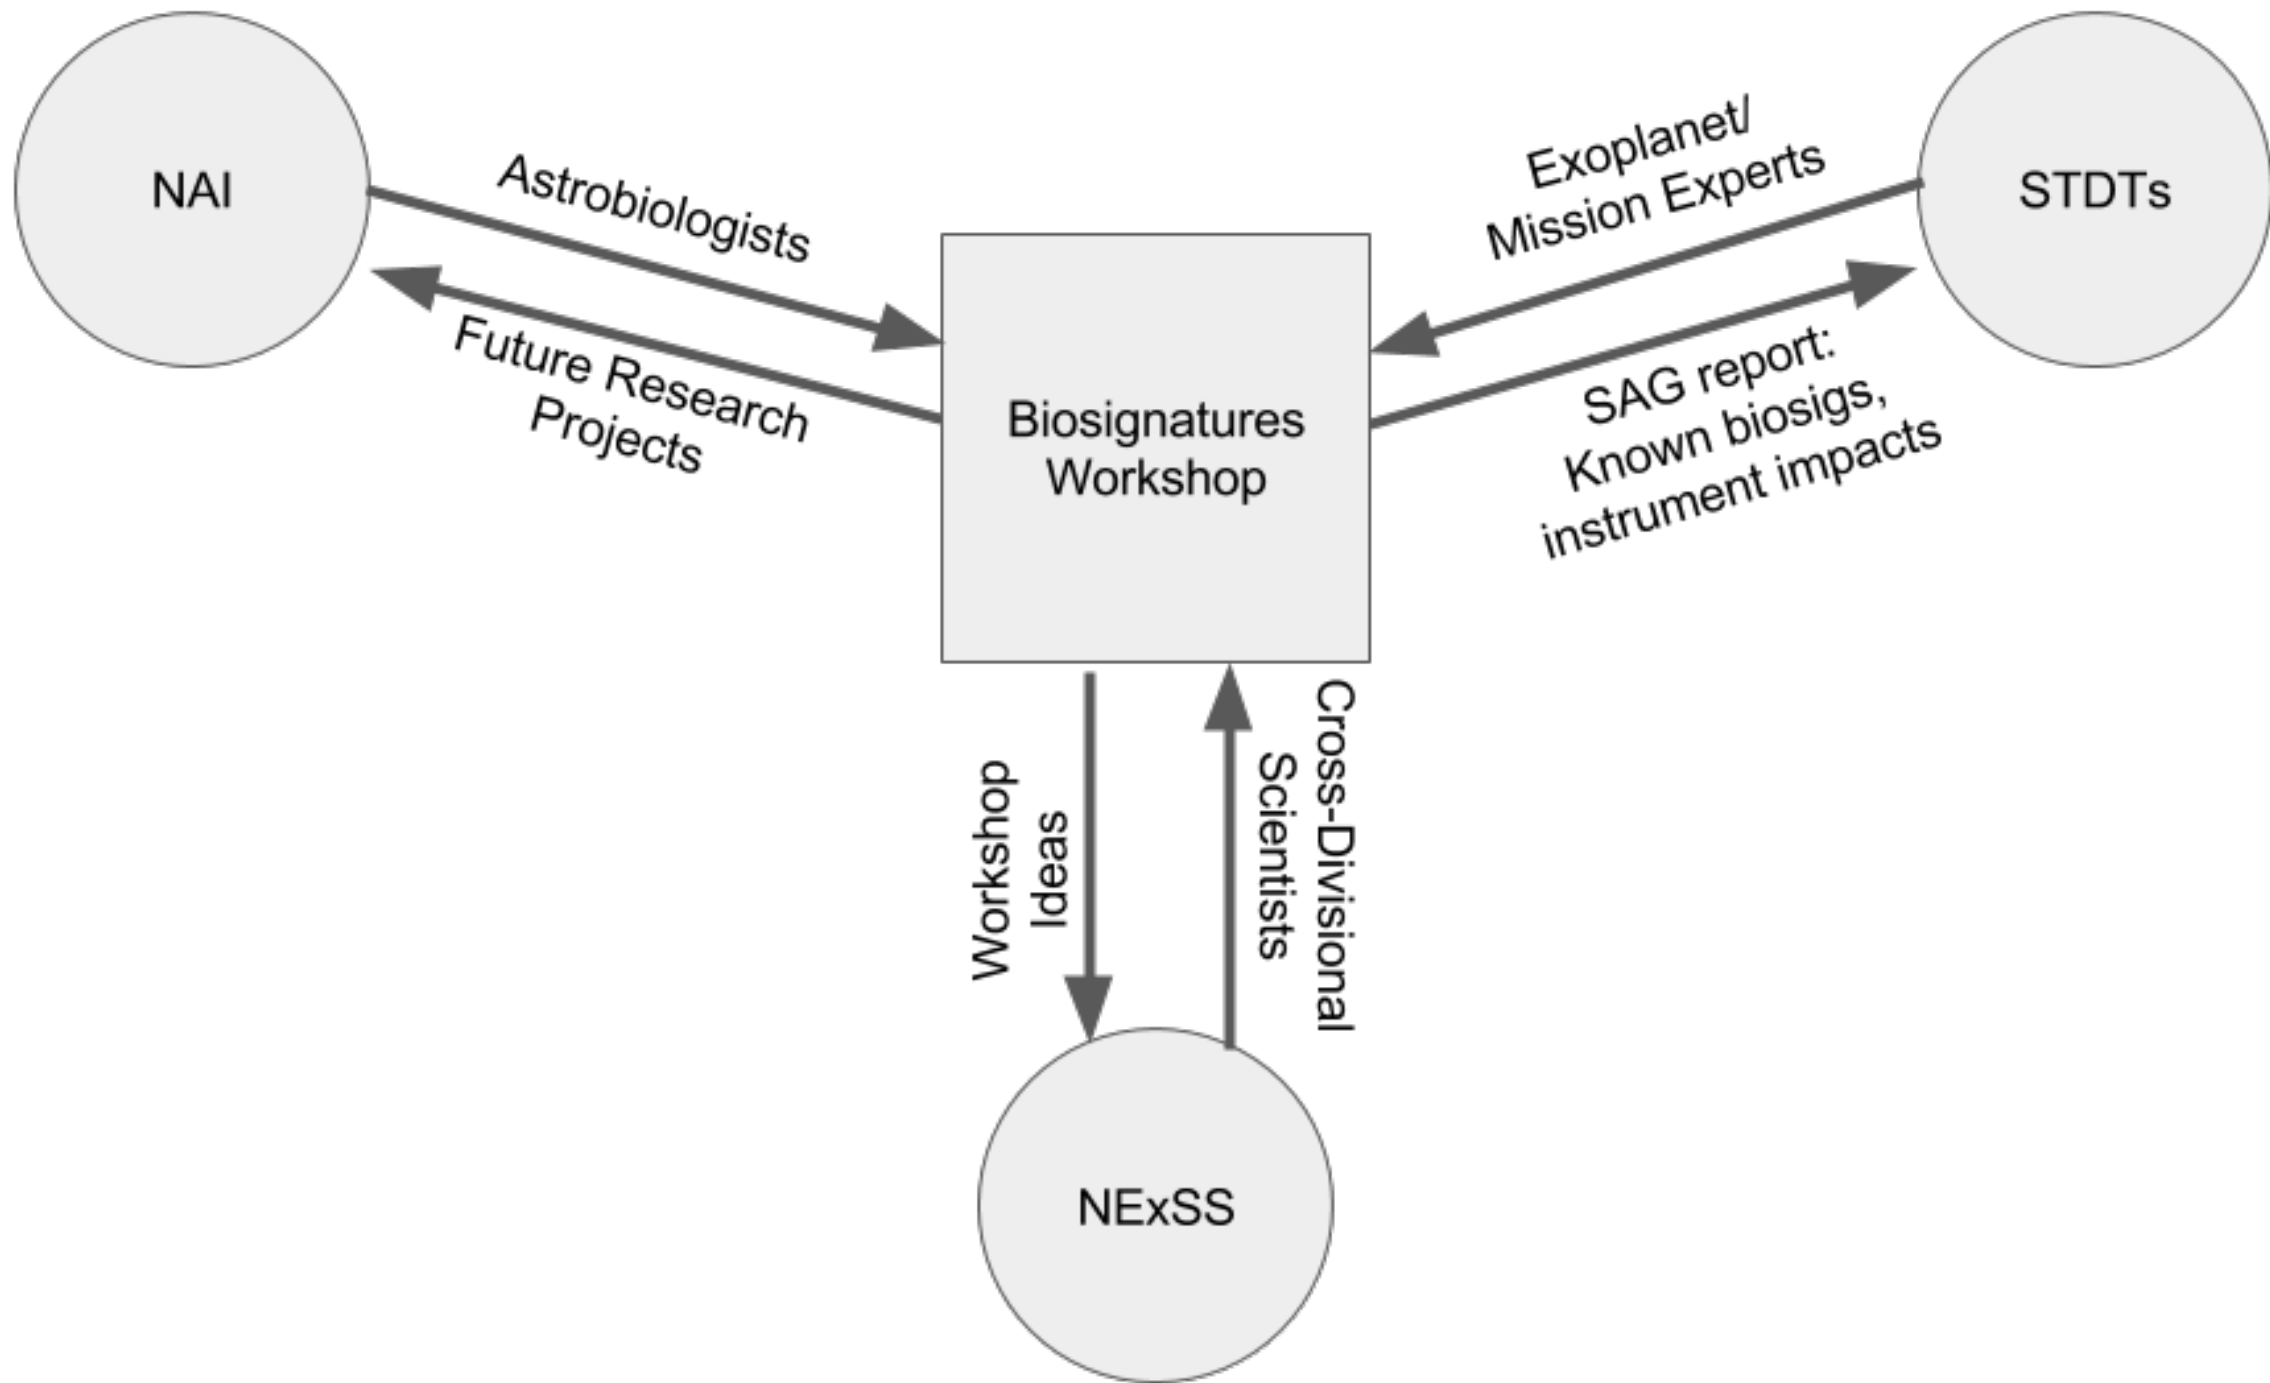 NAI
Astrobiologists
Future Research
Projects
Exoplanet/
Mission Experts
STDTs
SAG report:
Known biosigs,
instrument impacts
Biosignatures
Workshop
Workshop
Ideas
Cross-Divisional
Scientists
NExSS